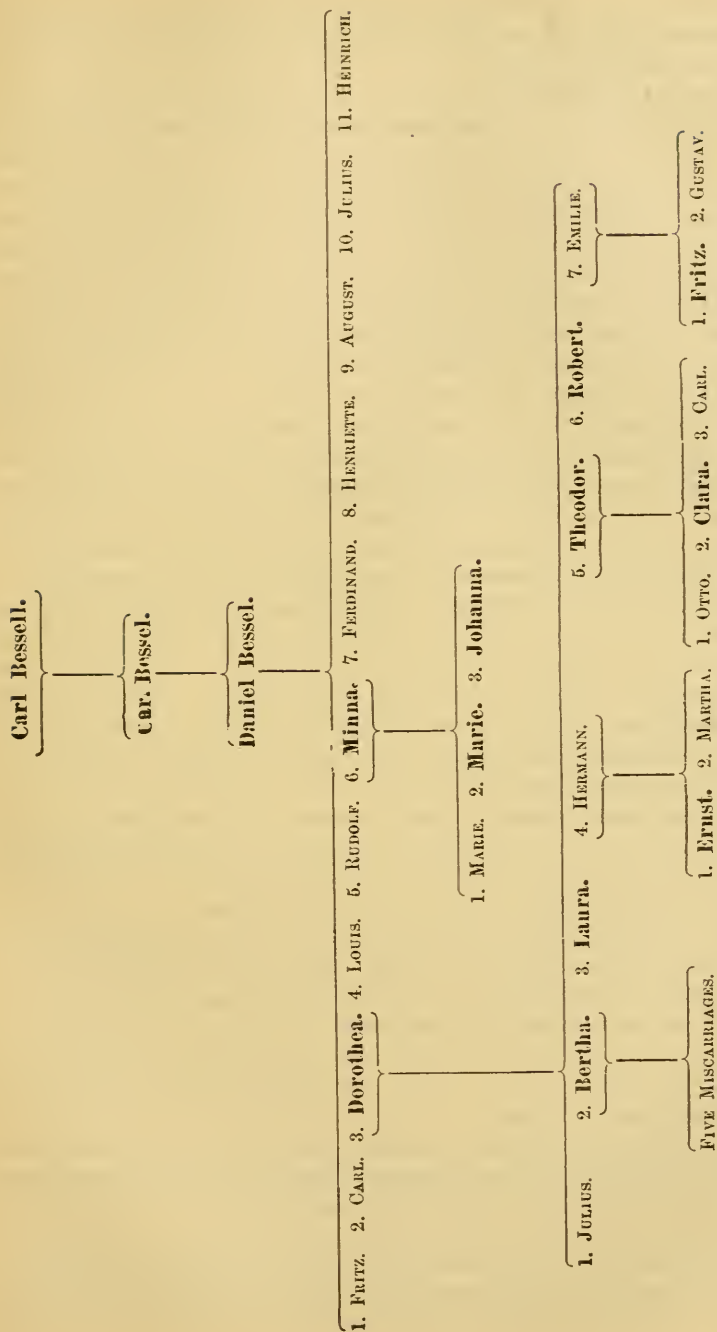 Carl Bessell.
Car. Bessel.
Daniel Bessel.
1. FRITZ. 2. CARL. 3. Dorothea. 4. LOUIS. 5. RUDOLF. 6. Minna. 7. FERDINAND. 8. HENRIETTE. 9. AUGUST. 10. JULIUS. 11. HEINRICH.
1. MARIE. 2. Marie. 3. Johanna.
1. JULIUS. 2. Bertha. 3. Laura. 4. HERMANN. 5. Theodor. 6. Robert. 7. EMILIE.
FIVE MISCARRIAGES. 1. Ernst. 2. MARTHA. 1. OTTO. 2. Clara. 3. CARL. 1. Fritz. 2. GUSTAV.